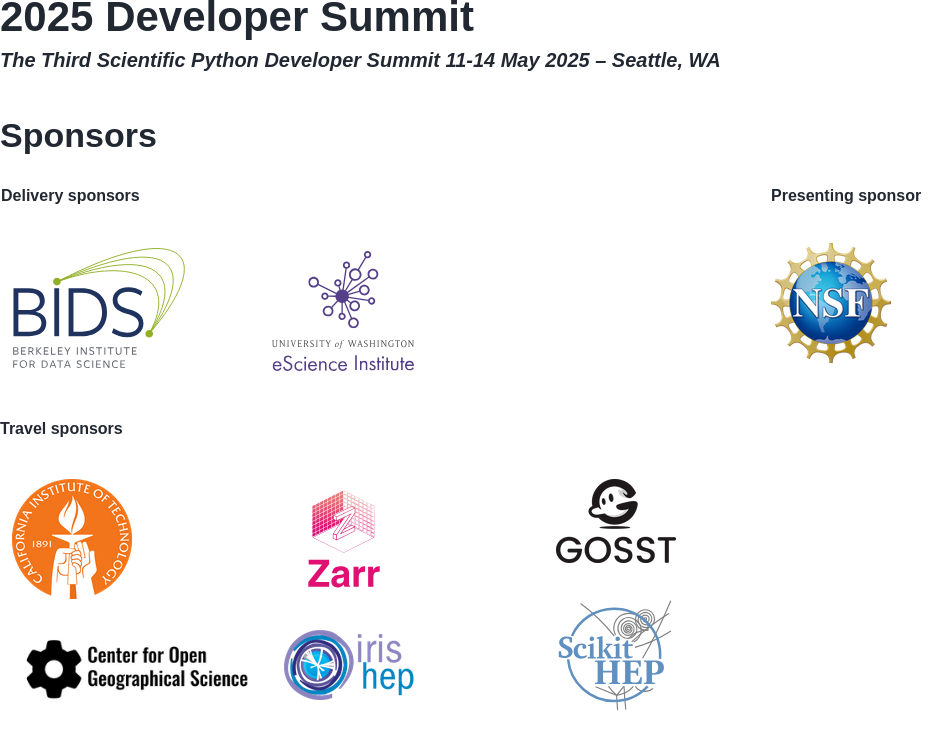 2025 Developer Summit
The Third Scientific Python Developer Summit 11-14 May 2025 – Seattle, WA
Sponsors
Delivery sponsors
Presenting sponsor
BIDS
BERKELEY INSTITUTE
FOR DATA SCIENCE
UNIVERSITY of WASHINGTON
eScience Institute
NSF
Travel sponsors
CALIFORNIA INSTITUTE OF TECHNOLOGY
1891
Z
Zarr
GOSST
Center for Open
Geographical Science
iris
hep
Scikit
HEP